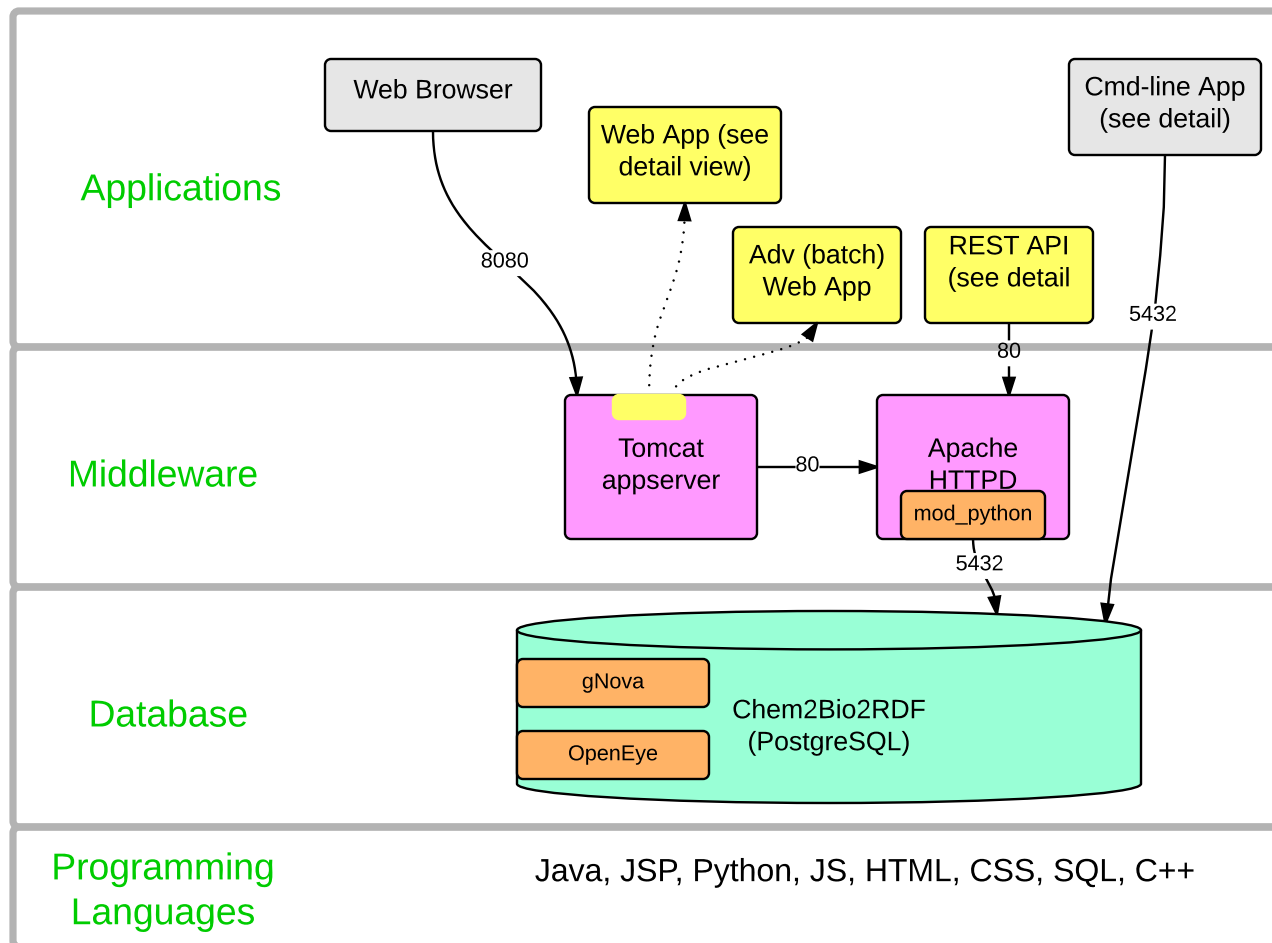 Web Browser
Cmd-line App
(see detail)
Web App (see
detail view)
Applications
Adv (batch)
Web App
REST API
(see detail
8080
5432
80
Tomcat
appserver
Middleware
80
Apache
HTTPD
mod_python
5432
Database
gNova
OpenEye
Chem2Bio2RDF
(PostgreSQL)
Programming
Languages
Java, JSP, Python, JS, HTML, CSS, SQL, C++